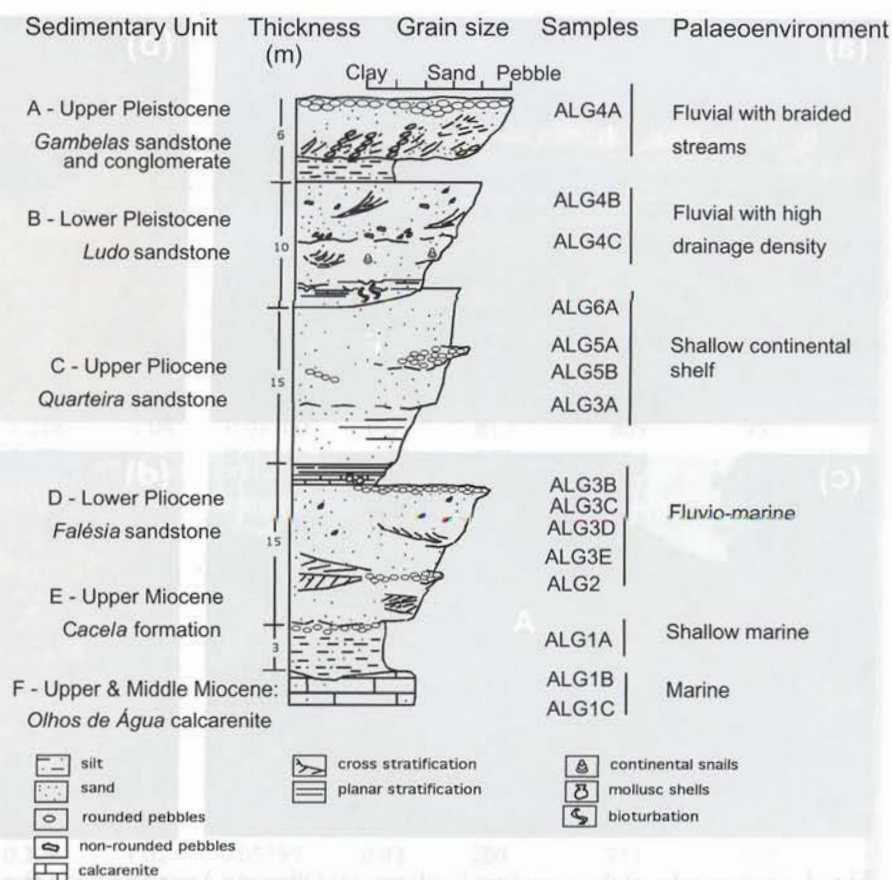 Sedimentary Unit Thickness Grain size Samples Palaeoenvironment
(m)
Clay Sand Pebble
A - Upper Pleistocene
Gambelas sandstone
and conglomerate
6
ALG4A
Fluvial with braided
streams
B - Lower Pleistocene
Ludo sandstone
10
ALG4B
ALG4C
Fluvial with high
drainage density
C - Upper Pliocene
Quarteira sandstone
15
ALG6A
ALG5A
ALG5B
ALG3A
Shallow continental
shelf
D - Lower Pliocene
Falésia sandstone
15
ALG3B
ALG3C
ALG3D
ALG3E
ALG2
Fluvio-marine
E - Upper Miocene
Cacela formation
3
ALG1A
Shallow marine
F - Upper & Middle Miocene:
Olhos de Água calcarenite
ALG1B
ALG1C
Marine
silt
sand
rounded pebbles
non-rounded pebbles
calcarenite
cross stratification
planar stratification
continental snails
mollusc shells
bioturbation